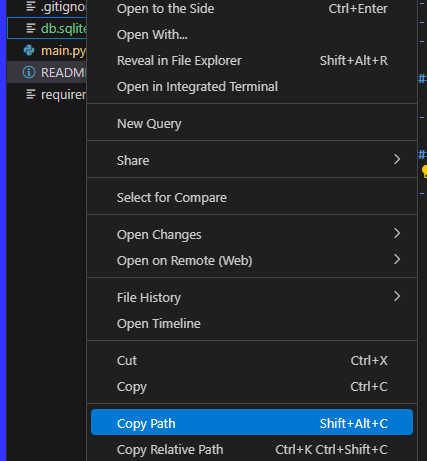 .gitignor
db.sqlite
main.py
READM
requirer
Open to the Side Ctrl+Enter
Open With...
Reveal in File Explorer Shift+Alt+R
Open in Integrated Terminal
New Query
Share
Select for Compare
Open Changes
Open on Remote (Web)
File History
Open Timeline
Cut Ctrl+X
Copy Ctrl+C
Copy Path Shift+Alt+C
Copy Relative Path Ctrl+K Ctrl+Shift+C